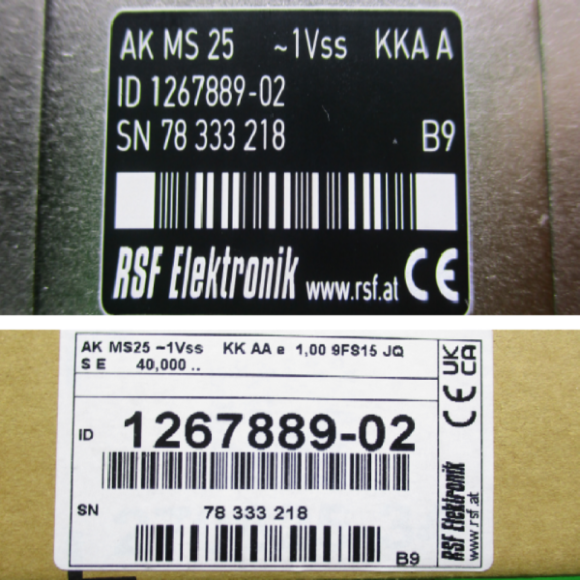 AK MS 25 ~1Vss KKA A
ID 1267889-02
SN 78 333 218 B9
RSF Elektronik www.rsf.at CE
AK MS25 ~1Vss KK AA e 1,00 9FS15 JQ
S E 40,000 ..
ID 1267889-02
SN 78 333 218
B9
CE UK CA
RSF Elektronik
www.rsf.at